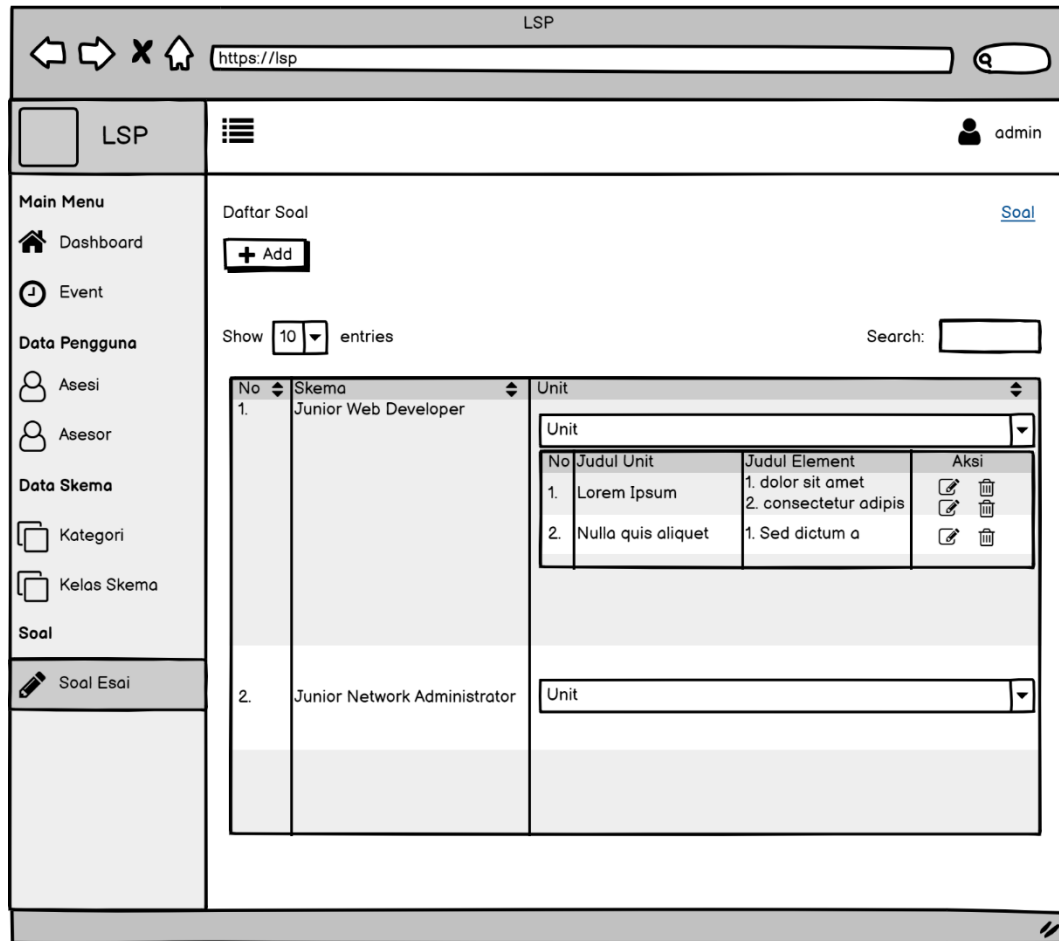 LSP
https://lsp
LSP
admin
Main Menu
Dashboard
Event
Data Pengguna
Asesi
Asesor
Data Skema
Kategori
Kelas Skema
Soal
Soal Esai
Daftar Soal
Soal
+ Add
Show 10 entries
Search:
No Skema Unit
1. Junior Web Developer
Unit
No Judul Unit Judul Element Aksi
1. Lorem Ipsum
1. dolor sit amet
2. consectetur adipis
2. Nulla quis aliquet 1. Sed dictum a
2. Junior Network Administrator Unit